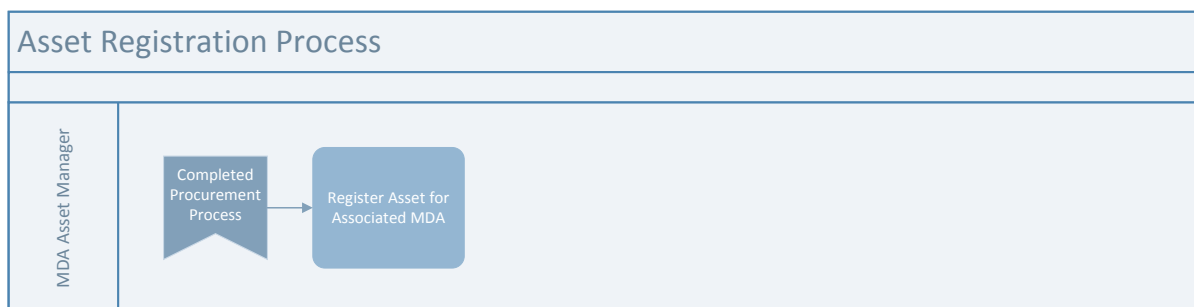 Asset Registration Process
MDA Asset Manager
Completed
Procurement
Process
Register Asset for
Associated MDA